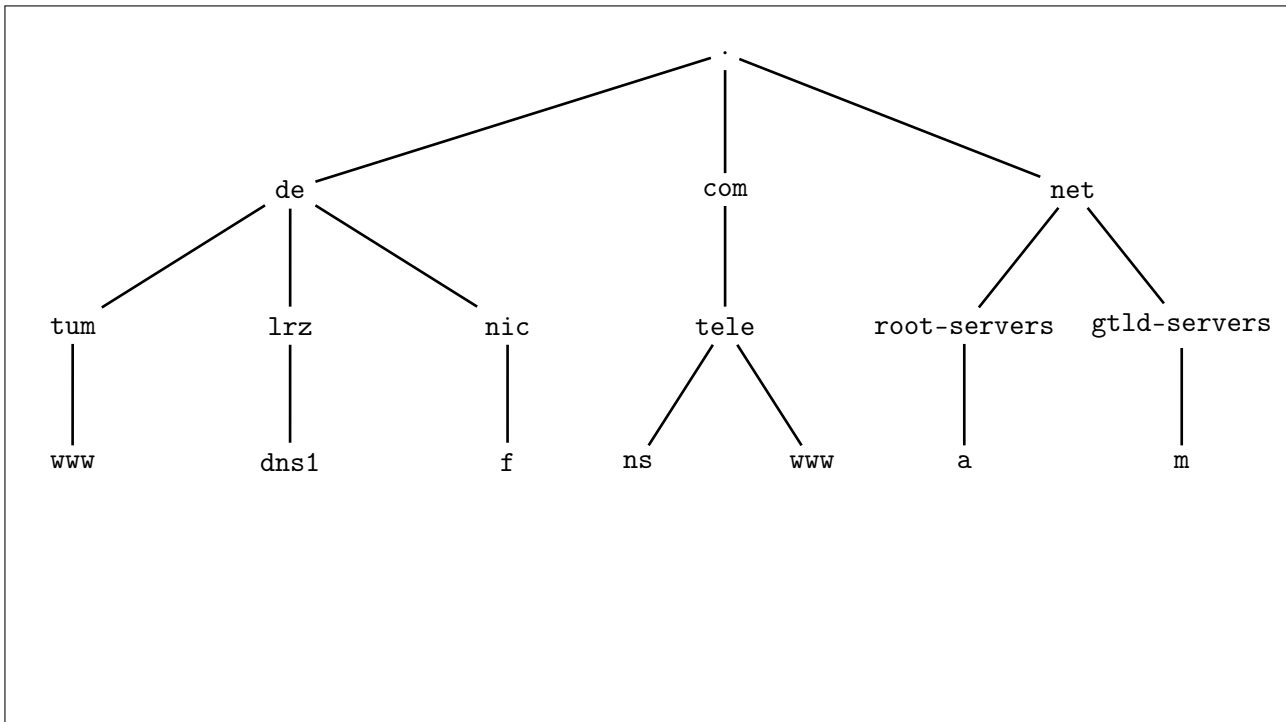 .
de com net
tum lrz nic tele root-servers gtld-servers
www dns1 f ns www a m